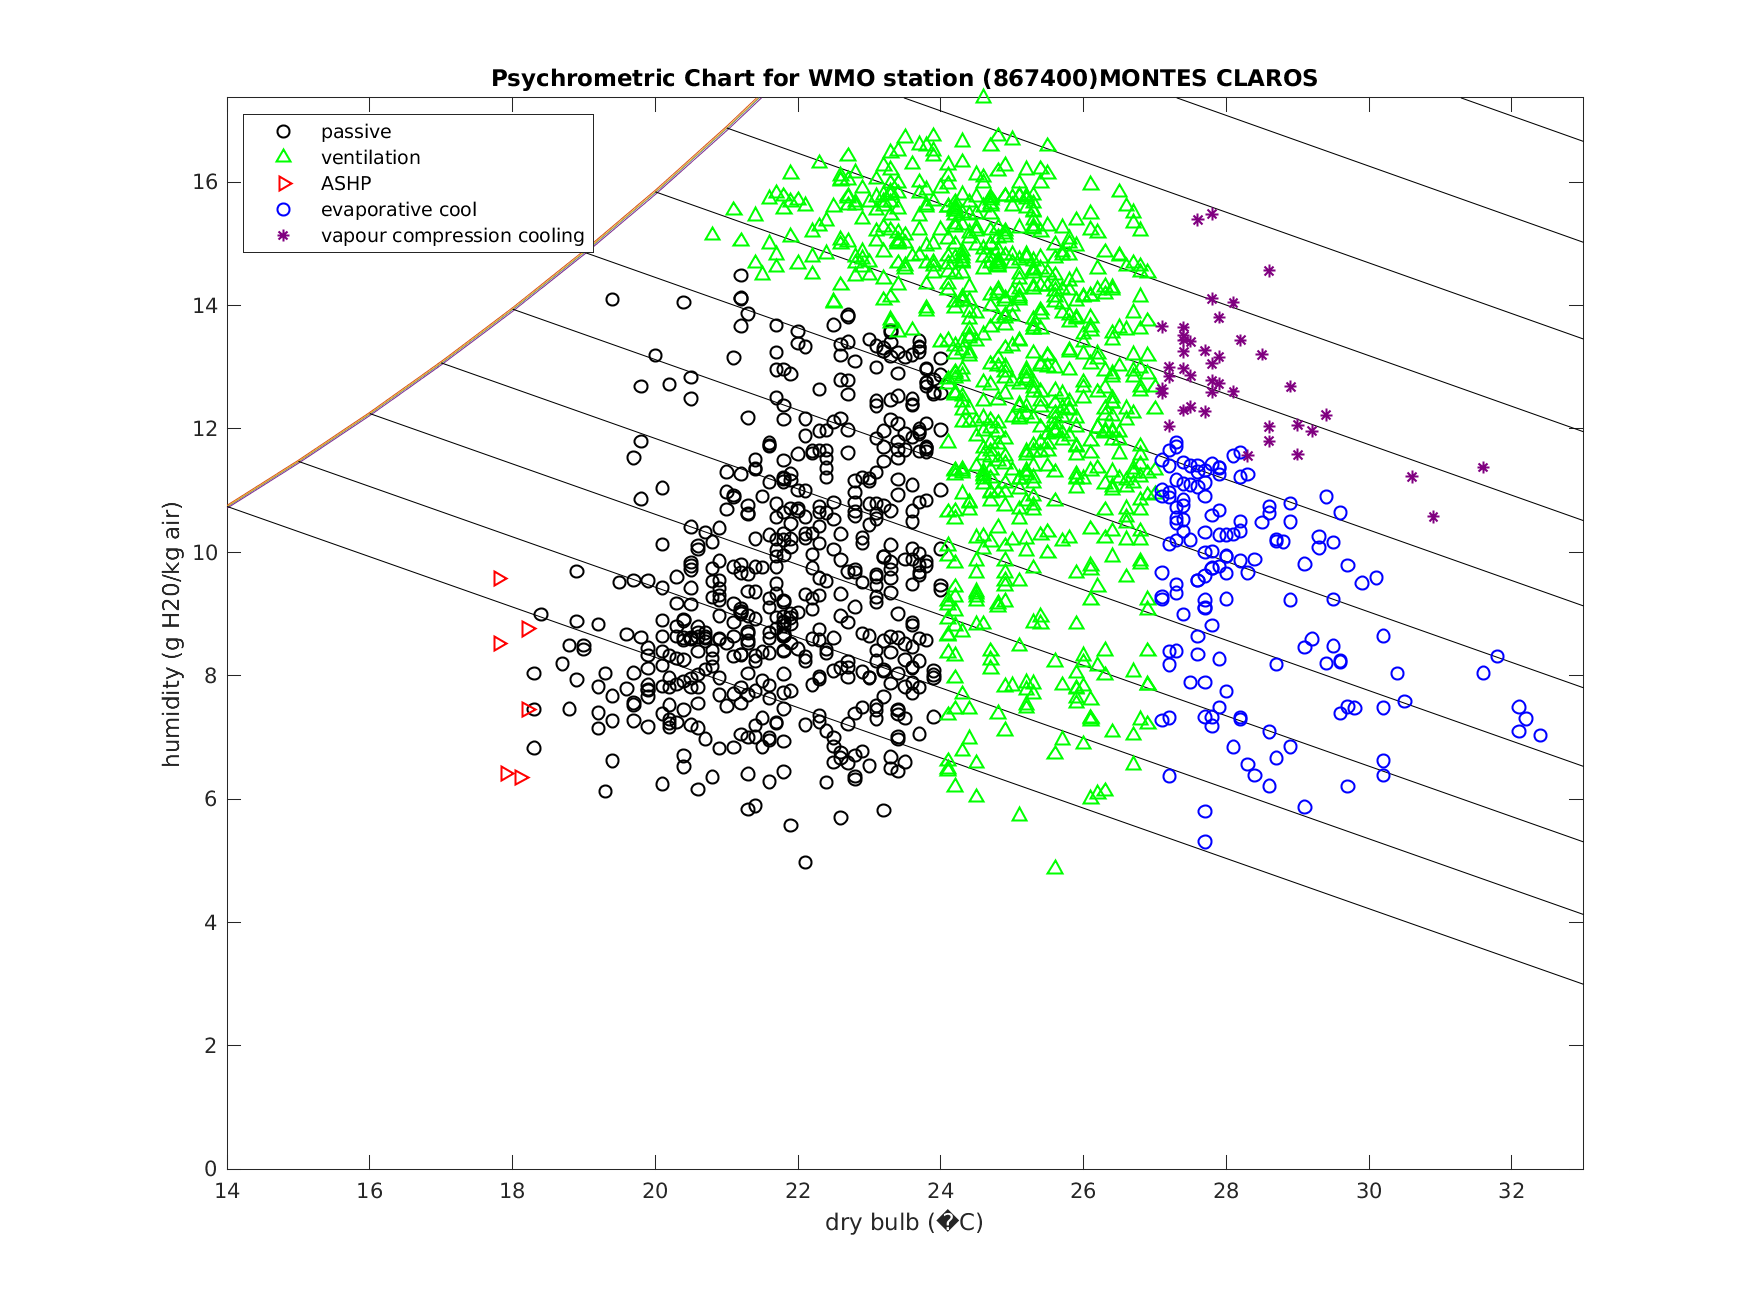 Psychrometric Chart for WMO station (867400)MONTES CLAROS
passive
ventilation
ASHP
evaporative cool
vapour compression cooling
humidity (g H20/kg air)
16
14
12
10
8
6
4
2
0
14 16 18 20 22 24 26 28 30 32
dry bulb (�C)